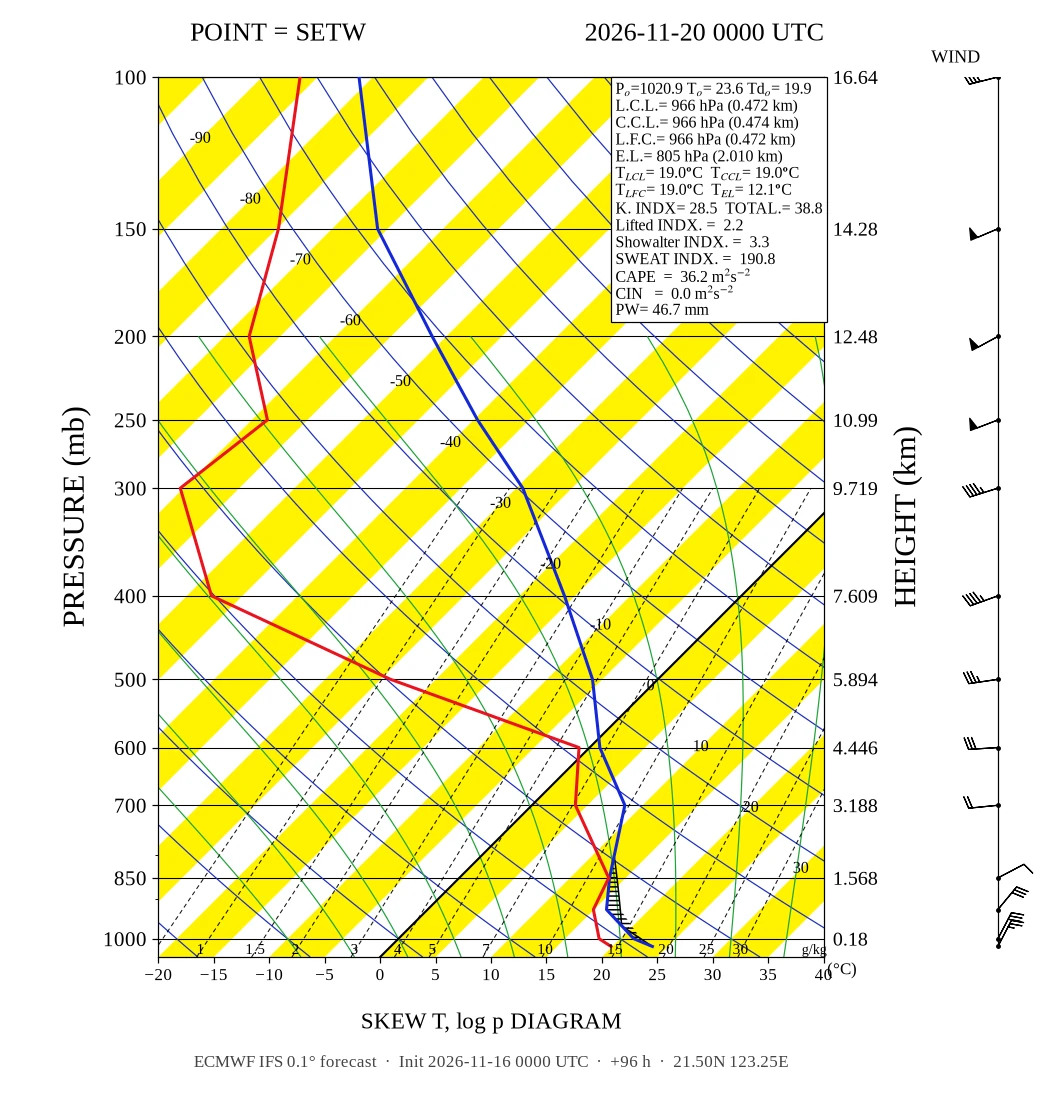 POINT = SETW
2026-11-20 0000 UTC
WIND
100
16.64
Po=1020.9 To= 23.6 Tdo= 19.9
L.C.L.= 966 hPa (0.472 km)
C.C.L.= 966 hPa (0.474 km)
L.F.C.= 966 hPa (0.472 km)
E.L.= 805 hPa (2.010 km)
TLCL= 19.0°C TCCL= 19.0°C
TLFC= 19.0°C TEL= 12.1°C
K. INDX= 28.5 TOTAL.= 38.8
Lifted INDX. = 2.2
Showalter INDX. = 3.3
SWEAT INDX. = 190.8
CAPE = 36.2 m²s⁻²
CIN = 0.0 m²s⁻²
PW= 46.7 mm
-90
-80
150
14.28
-70
-60
200
12.48
-50
250
10.99
-40
300
9.719
-30
PRESSURE (mb)
HEIGHT (km)
-20
400
7.609
-10
500
5.894
0
600
10
4.446
700
20
3.188
850
30
1.568
1000
0.18
1 1.5 2 3 4 5 7 10 15 20 25 30 g/kg
−20 −15 −10 −5 0 5 10 15 20 25 30 35 40 (°C)
SKEW T, log p DIAGRAM
ECMWF IFS 0.1° forecast · Init 2026-11-16 0000 UTC · +96 h · 21.50N 123.25E